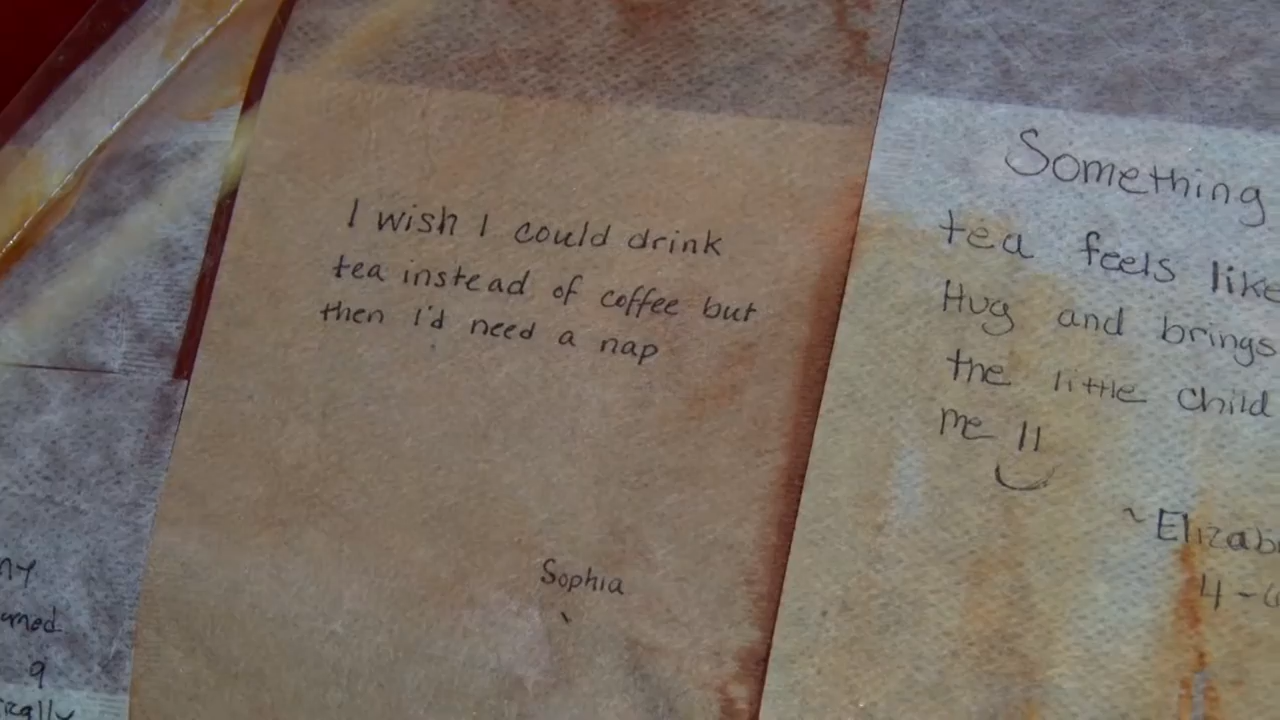 I wish I could drink
tea instead of coffee but
then I'd need a nap
Sophia
Something
tea feels like
Hug and brings
the little child
me !!
9